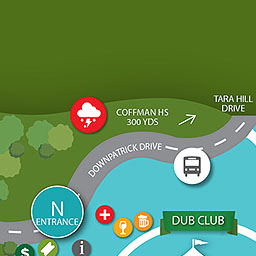 TARA HILL
DRIVE
COFFMAN HS
300 YDS
DOWNPATRICK DRIVE
N
ENTRANCE
DUB CLUB
$
i